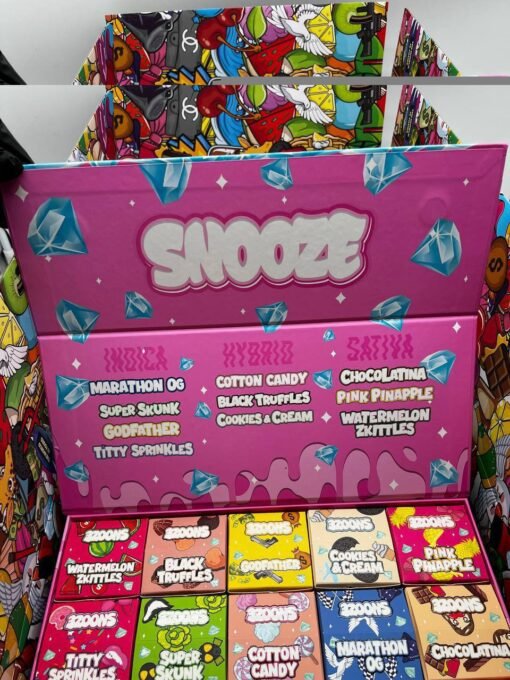 SNOOZE
INDICA
MARATHON OG
SUPER SKUNK
GODFATHER
TITTY SPRINKLES
HYBRID
COTTON CANDY
BLACK TRUFFLES
COOKIES & CREAM
SATIVA
CHOCOLATINA
PINK PINAPPLE
WATERMELON
ZKITTLES
3ZOONS
WATERMELON
ZKITTLES
3ZOONS
BLACK
TRUFFLES
3ZOONS
GODFATHER
3ZOONS
COOKIES
& CREAM
3ZOONS
PINK
PINAPPLE
3ZOONS
TITTY
SPRINKLES
3ZOONS
SUPER
SKUNK
3ZOONS
COTTON
CANDY
3ZOONS
MARATHON
OG
3ZOONS
CHOCOLATINA